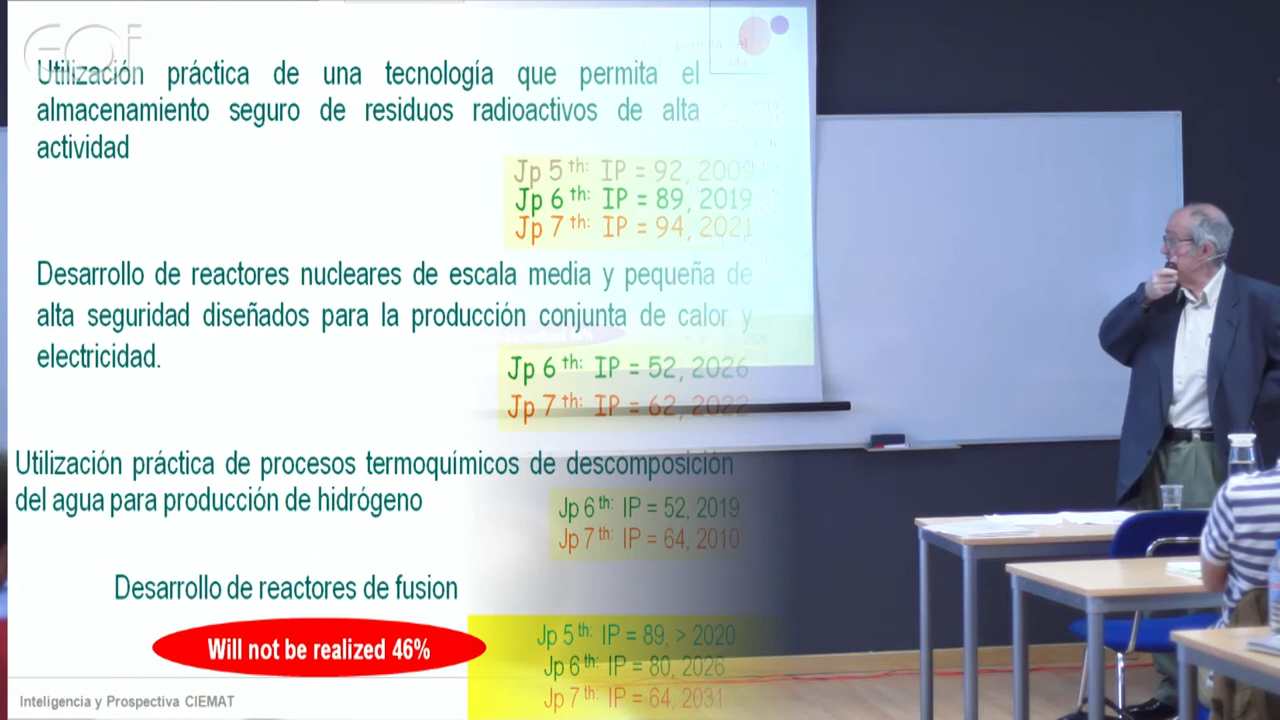 eoi
Utilización práctica de una tecnología que permita el
almacenamiento seguro de residuos radioactivos de alta
actividad
Jp 5 th: IP = 92, 2009
Jp 6 th: IP = 89, 2019
Jp 7 th: IP = 94, 2021
Desarrollo de reactores nucleares de escala media y pequeña de
alta seguridad diseñados para la producción conjunta de calor y
electricidad.
Jp 6 th: IP = 52, 2026
Jp 7 th: IP = 62, 2022
Utilización práctica de procesos termoquímicos de descomposición
del agua para producción de hidrógeno
Jp 6 th: IP = 52, 2019
Jp 7 th: IP = 64, 2010
Desarrollo de reactores de fusion
Will not be realized 46%
Jp 5 th: IP = 89, > 2020
Jp 6 th: IP = 80, 2026
Jp 7 th: IP = 64, 2031
Inteligencia y Prospectiva CIEMAT